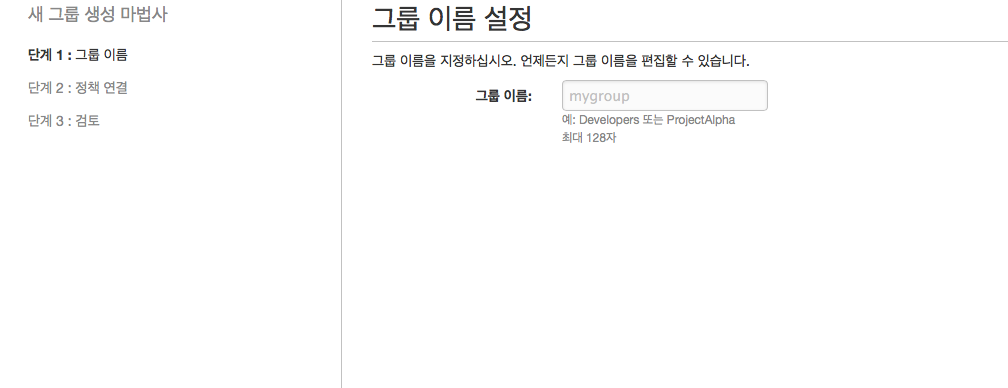 새 그룹 생성 마법사
단계 1 : 그룹 이름
단계 2 : 정책 연결
단계 3 : 검토
그룹 이름 설정
그룹 이름을 지정하십시오. 언제든지 그룹 이름을 편집할 수 있습니다.
그룹 이름: mygroup
예: Developers 또는 ProjectAlpha
최대 128자